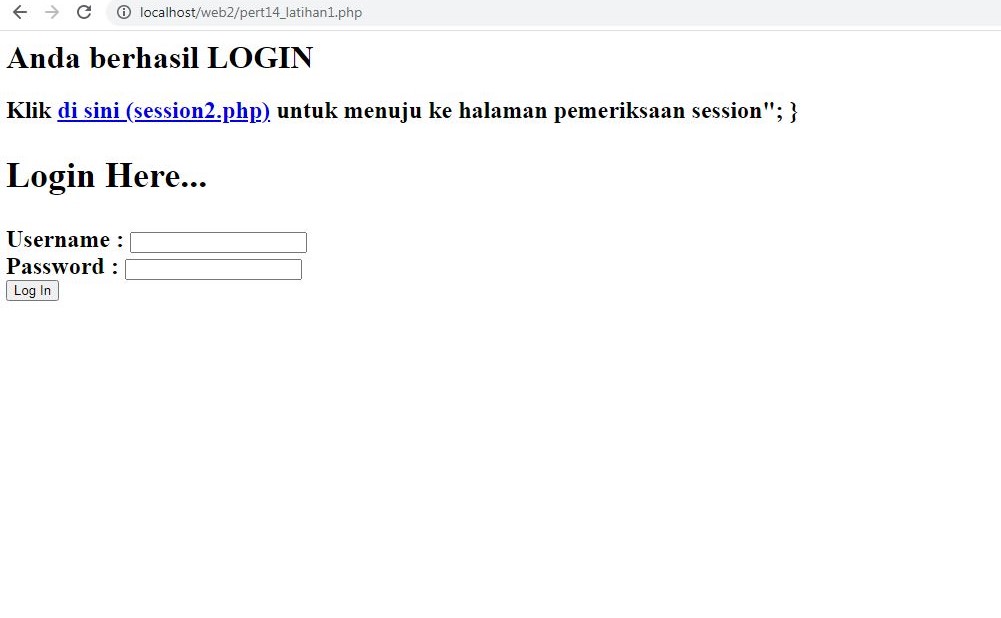 localhost/web2/pert14_latihan1.php
Anda berhasil LOGIN
Klik di sini (session2.php) untuk menuju ke halaman pemeriksaan session"; }
Login Here...
Username :
Password :
Log In